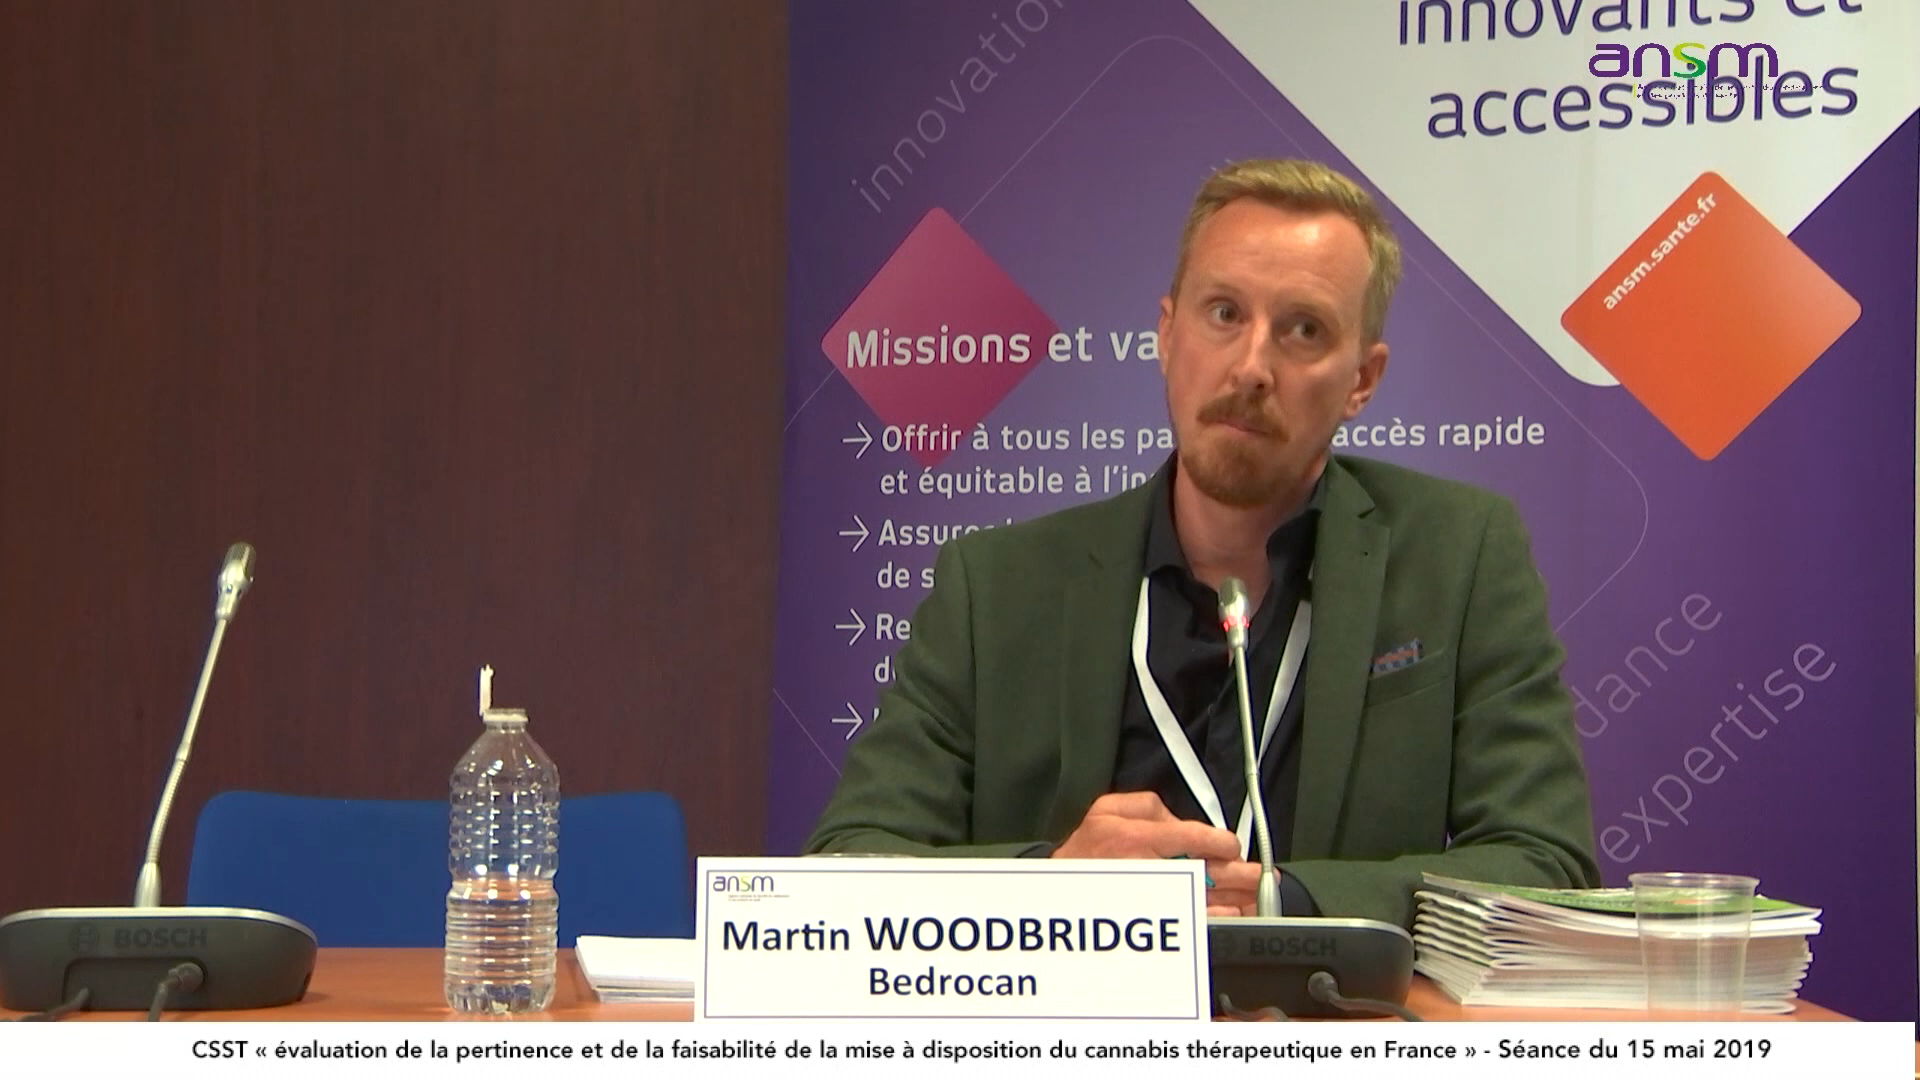 innovation
innovants et
accessibles
ansm
ansm.sante.fr
Missions et va
→ Offrir à tous les pa accès rapide
et équitable à l'in
→ Assure
de s
→ Re
d
→
dance
expertise
BOSCH
ansm
Martin WOODBRIDGE
Bedrocan
BOSCH
CSST « évaluation de la pertinence et de la faisabilité de la mise à disposition du cannabis thérapeutique en France » - Séance du 15 mai 2019